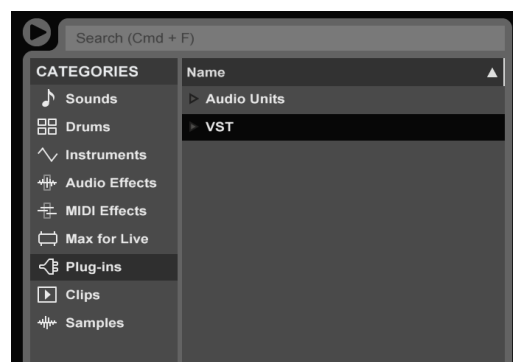 Search (Cmd + F)
CATEGORIES
Sounds
Drums
Instruments
Audio Effects
MIDI Effects
Max for Live
Plug-ins
Clips
Samples
Name
Audio Units
VST